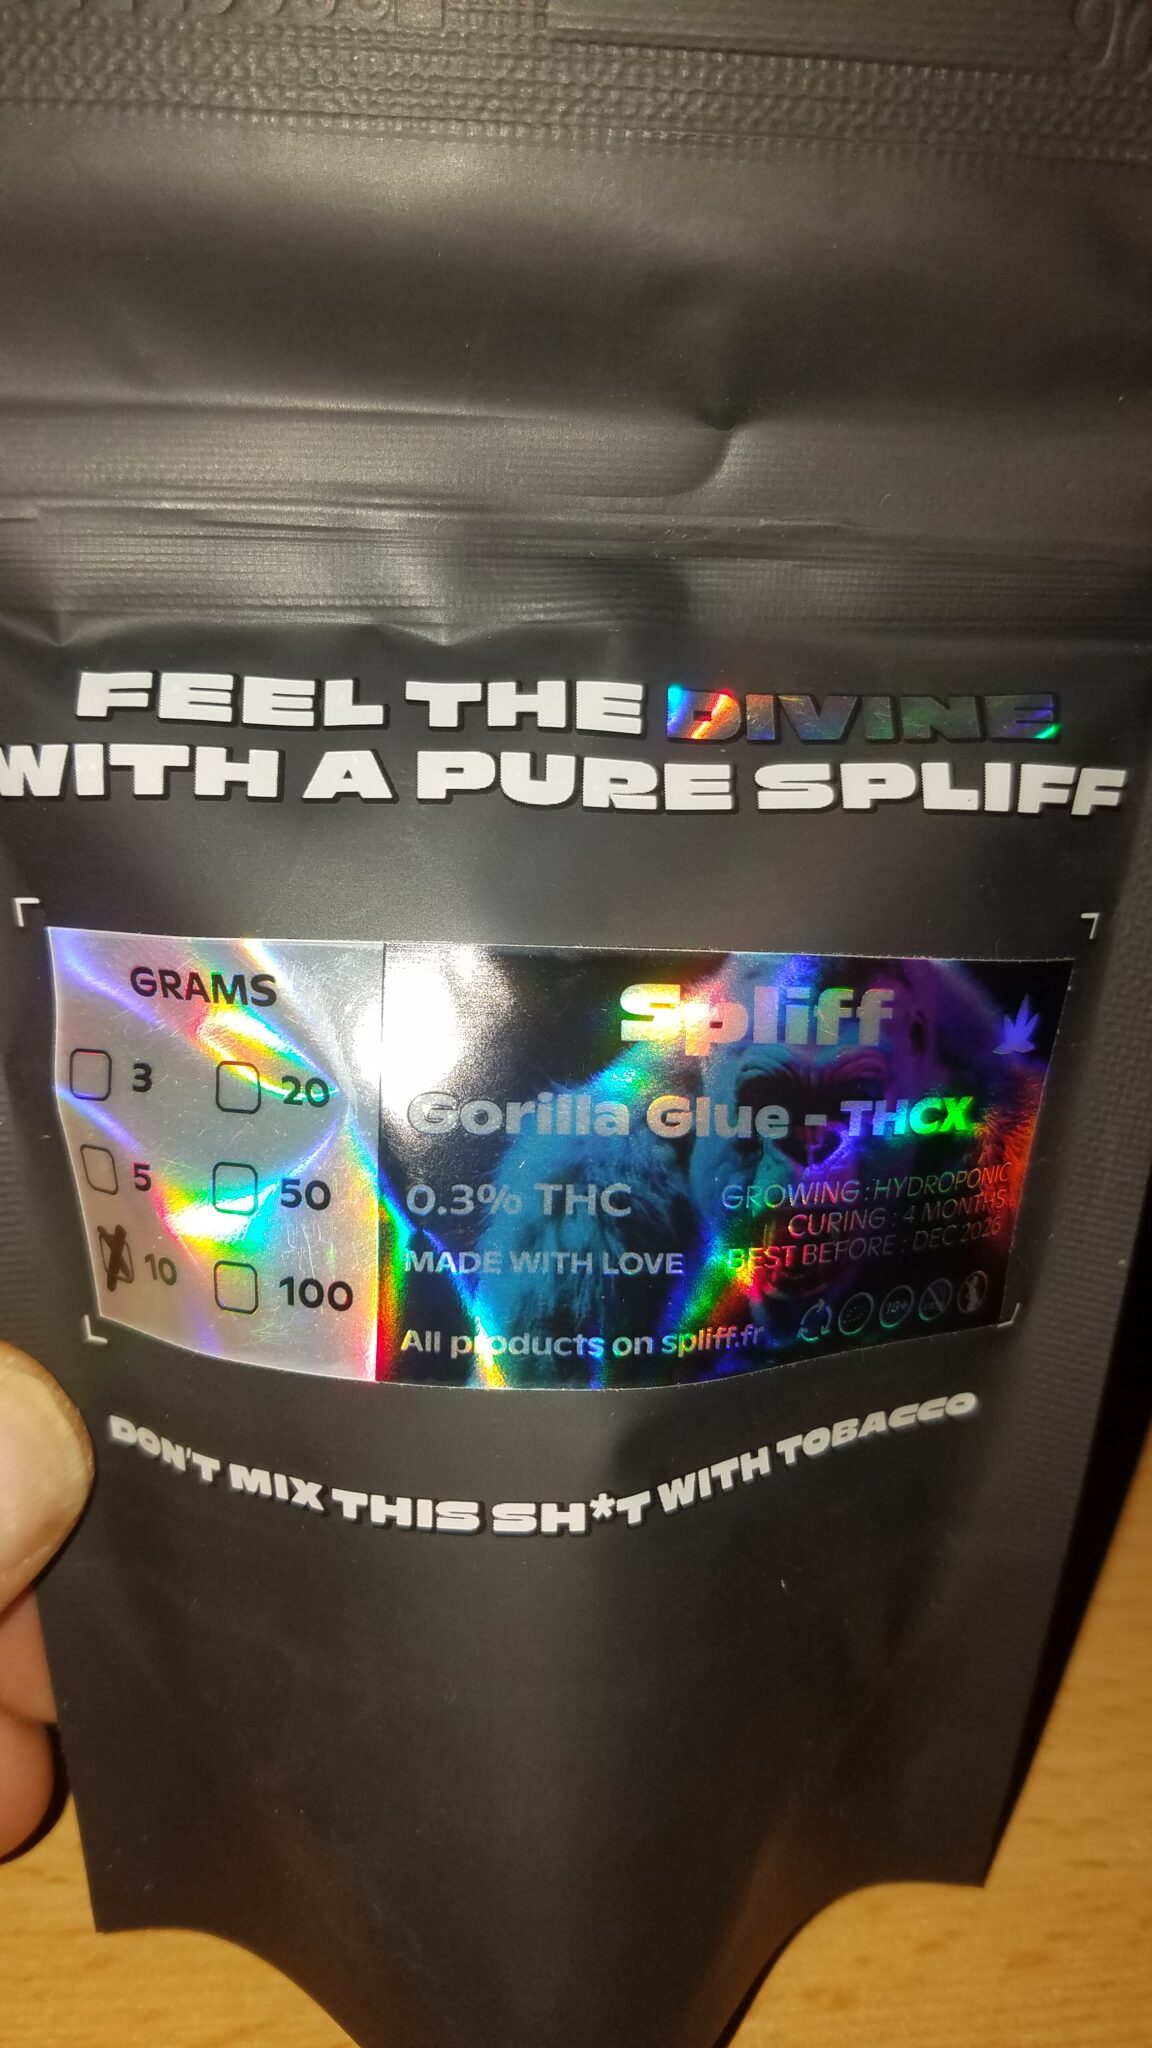 FEEL THE DIVINE
WITH A PURE SPLIFF
GRAMS
3
20
5
50
10
100
Spliff
Gorilla Glue - THCX
0.3% THC
MADE WITH LOVE
GROWING : HYDROPONIC
CURING : 4 MONTHS
BEST BEFORE : DEC 2026
All products on spliff.fr
18+
DON'T MIX THIS SH*T WITH TOBACCO